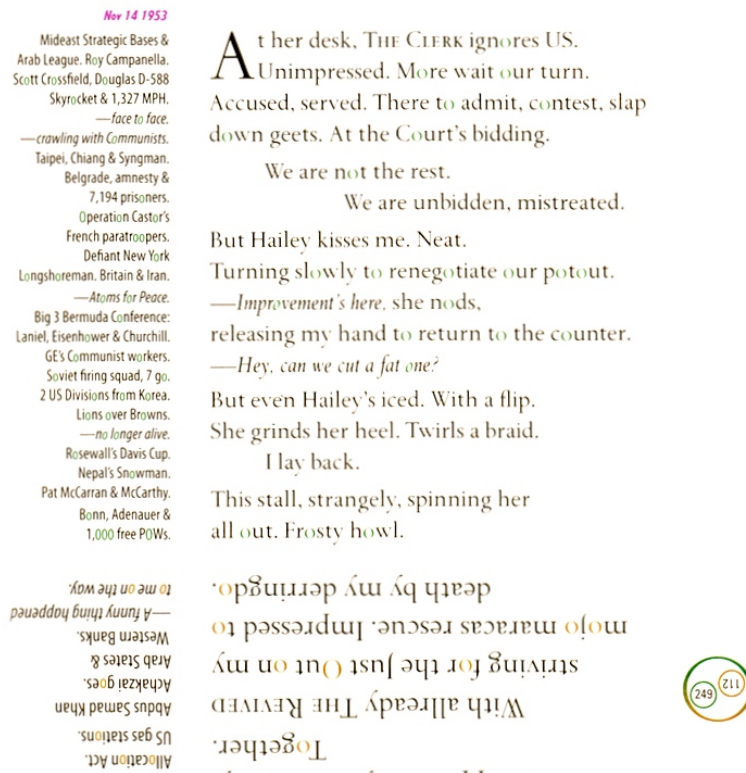 Nov 14 1953
Mideast Strategic Bases &
Arab League. Roy Campanella.
Scott Crossfield, Douglas D-588
Skyrocket & 1,327 MPH.
—face to face.
—crawling with Communists.
Taipei, Chiang & Syngman.
Belgrade, amnesty &
7,194 prisoners.
Operation Castor's
French paratroopers.
Defiant New York
Longshoreman. Britain & Iran.
—Atoms for Peace.
Big 3 Bermuda Conference:
Laniel, Eisenhower & Churchill.
GE's Communist workers.
Soviet firing squad, 7 go.
2 US Divisions from Korea.
Lions over Browns.
—no longer alive.
Rosewall's Davis Cup.
Nepal's Snowman.
Pat McCarran & McCarthy.
Bonn, Adenauer &
1,000 free POWs.
At her desk, THE CLERK ignores US.
Unimpressed. More wait our turn.
Accused, served. There to admit, contest, slap
down geets. At the Court's bidding.
We are not the rest.
We are unbidden, mistreated.
But Hailey kisses me. Neat.
Turning slowly to renegotiate our potout.
—Improvement's here, she nods,
releasing my hand to return to the counter.
—Hey, can we cut a fat one?
But even Hailey's iced. With a flip.
She grinds her heel. Twirls a braid.
I lay back.
This stall, strangely, spinning her
all out. Frosty howl.
Together.
With allready THE REVIVED
striving for the Just Out on my
mojo maracas rescue. Impressed to
death by my derringdo.
Allocation Act.
US gas stations.
Abdus Samad Khan
Achakzai goes.
Arab States &
Western Banks.
—A funny thing happened
to me on the way.
249
112